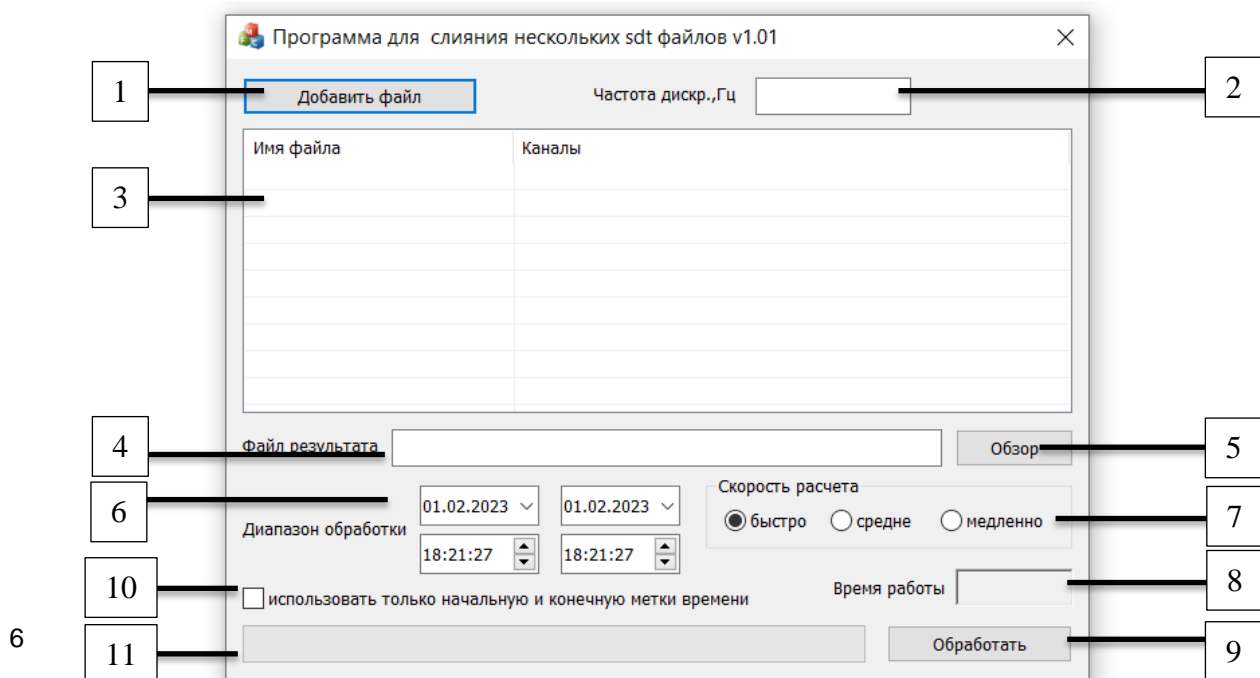 Программа для слияния нескольких sdt файлов v1.01
1
Добавить файл
Частота дискр.,Гц
2
Имя файла
Каналы
3
4
Файл результата
Обзор
5
6
Диапазон обработки
01.02.2023
01.02.2023
18:21:27
18:21:27
Скорость расчета
быстро
средне
медленно
7
10
использовать только начальную и конечную метки времени
Время работы
8
6
11
Обработать
9